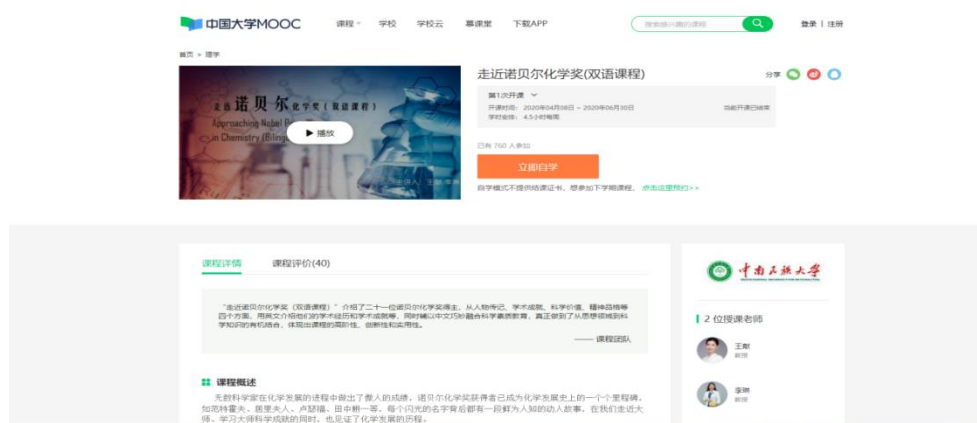 中国大学MOOC
课程 学校 学校云 慕课堂 下载APP
搜索感兴趣的课程
登录 | 注册
首页 > 理学
走近诺贝尔化学奖(双语课程)
分享
走近诺贝尔化学奖(双语课程)
Approaching Nobel P
in Chemistry (Biling
播放
主讲人: 王献 李琳
第1次开课
开课时间: 2020年04月08日 ~ 2020年06月30日
学时安排: 4.5小时每周
当前开课已结束
已有 760 人参加
立即自学
自学模式不提供结课证书,想参加下学期课程, 点击这里预约>>
课程详情 课程评价(40)
“走近诺贝尔化学奖(双语课程)”介绍了二十一位诺贝尔化学奖得主,从人物传记、学术成就、科学价值、精神品格等
四个方面,用英文介绍他们的学术经历和学术成就等,同时辅以中文巧妙融合科学素质教育,真正做到了从思想领域到科
学知识的有机结合,体现出课程的高阶性、创新性和实用性。
—— 课程团队
课程概述
无数科学家在化学发展的进程中做出了傲人的成绩,诺贝尔化学奖获得者已成为化学发展史上的一个个里程碑。
如范特霍夫、居里夫人、卢瑟福、田中耕一等。每个闪光的名字背后都有一段鲜为人知的动人故事。在我们走近大
师、学习大师科学成就的同时,也见证了化学发展的历程。
中南民族大学
2 位授课老师
王献
教授
李琳
教授